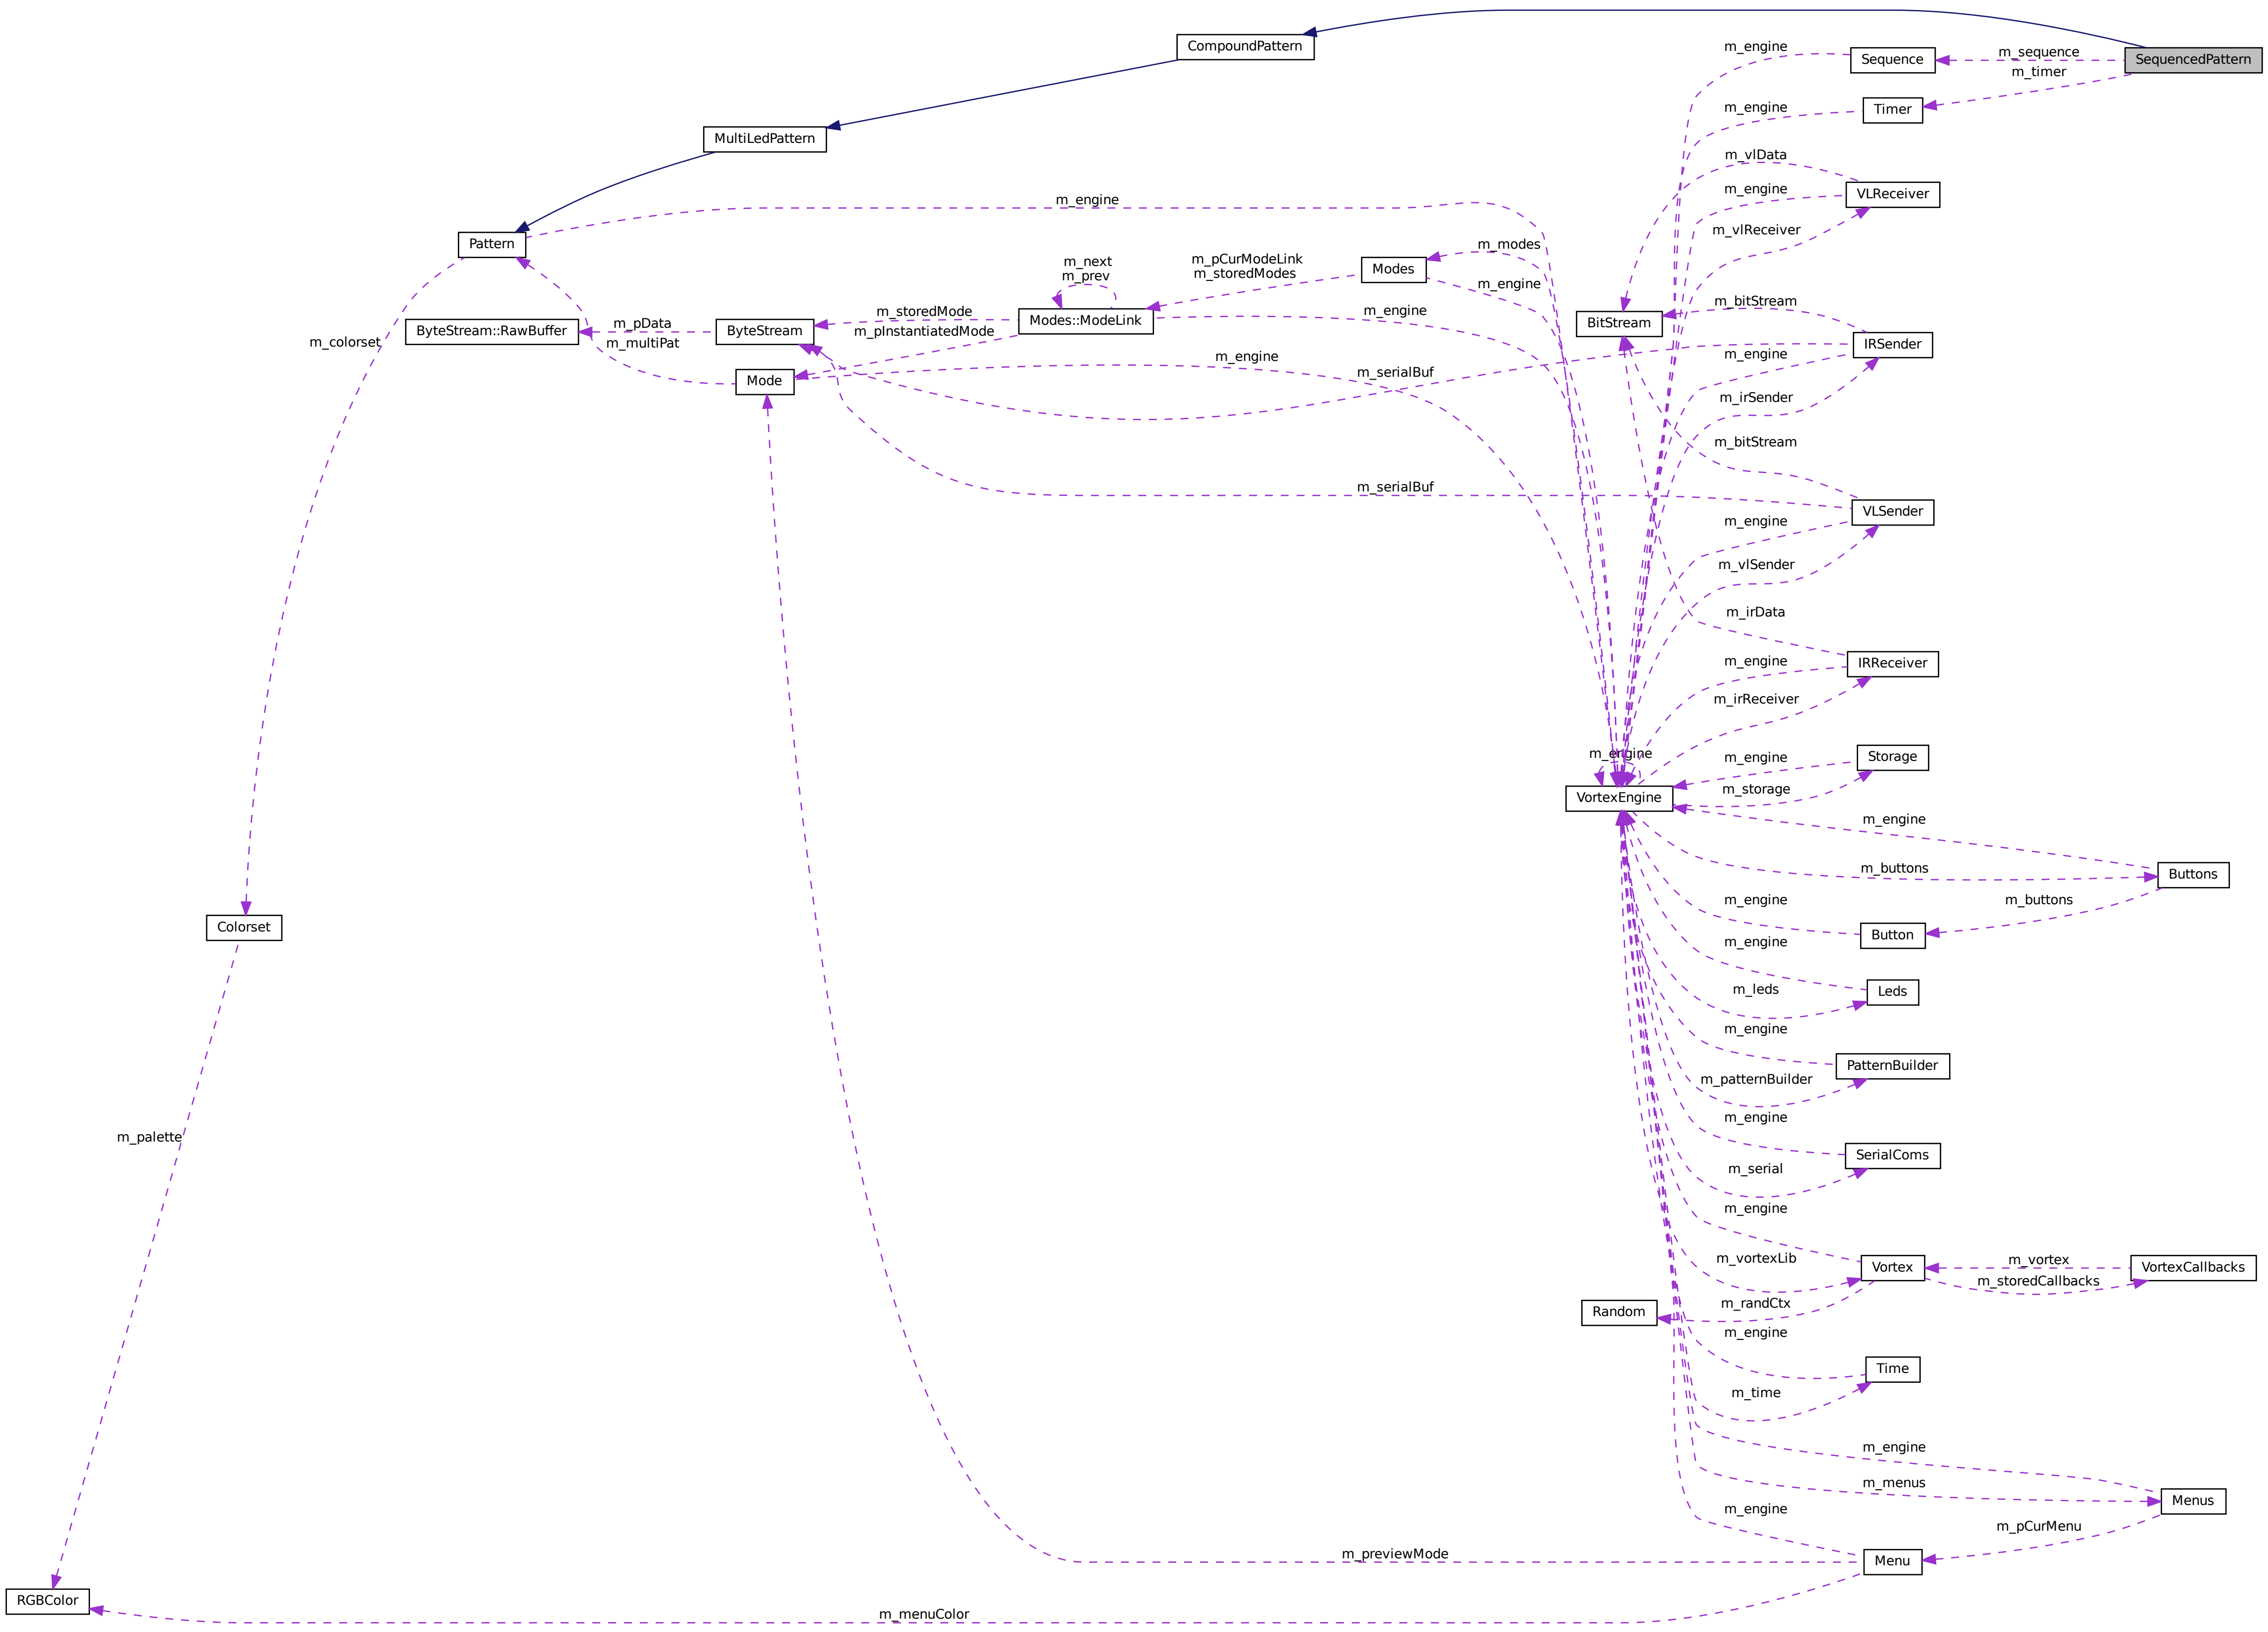 CompoundPattern
m_engine
Sequence
m_sequence
SequencedPattern
m_timer
m_engine
Timer
MultiLedPattern
m_vlData
m_engine
VLReceiver
m_engine
m_vlReceiver
Pattern
m_modes
m_next
m_prev
m_pCurModeLink
m_storedModes
Modes
m_engine
m_bitStream
m_storedMode
m_engine
Modes::ModeLink
BitStream
ByteStream::RawBuffer
m_pData
ByteStream
m_pInstantiatedMode
m_colorset
m_multiPat
IRSender
m_engine
m_engine
m_serialBuf
Mode
m_irSender
m_bitStream
m_serialBuf
VLSender
m_engine
m_vlSender
m_irData
m_engine
IRReceiver
m_irReceiver
m_engine
m_engine
Storage
m_storage
VortexEngine
m_engine
m_buttons
Buttons
m_engine
m_buttons
Colorset
Button
m_engine
m_leds
Leds
m_engine
PatternBuilder
m_patternBuilder
m_engine
m_palette
SerialComs
m_serial
m_engine
m_vortexLib
Vortex
m_vortex
VortexCallbacks
m_storedCallbacks
m_randCtx
Random
m_engine
Time
m_time
m_engine
m_menus
Menus
m_engine
m_pCurMenu
m_previewMode
Menu
RGBColor
m_menuColor